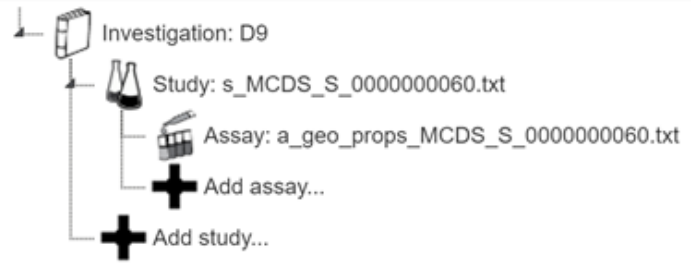 Investigation: D9
Study: s_MCDS_S_0000000060.txt
Assay: a_geo_props_MCDS_S_0000000060.txt
Add assay...
Add study...